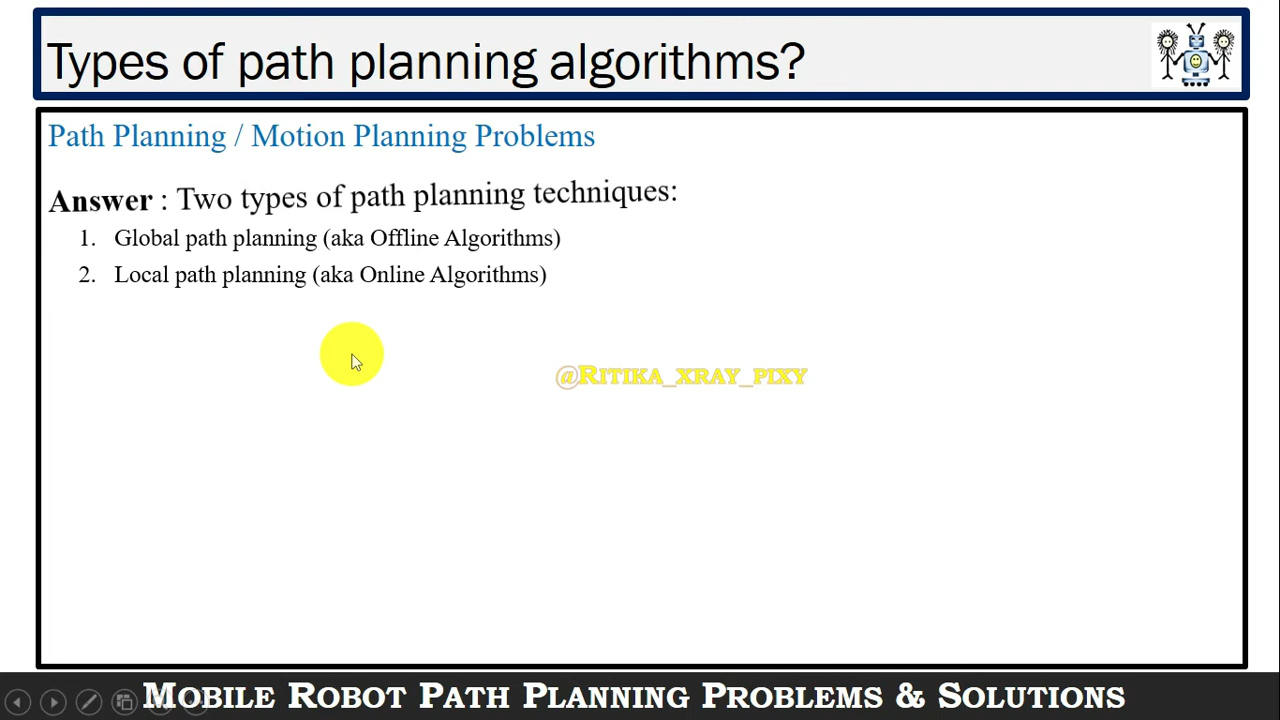 Types of path planning algorithms?
Path Planning / Motion Planning Problems
Answer : Two types of path planning techniques:
1. Global path planning (aka Offline Algorithms)
2. Local path planning (aka Online Algorithms)
@RITIKA_XRAY_PIXY
MOBILE ROBOT PATH PLANNING PROBLEMS & SOLUTIONS